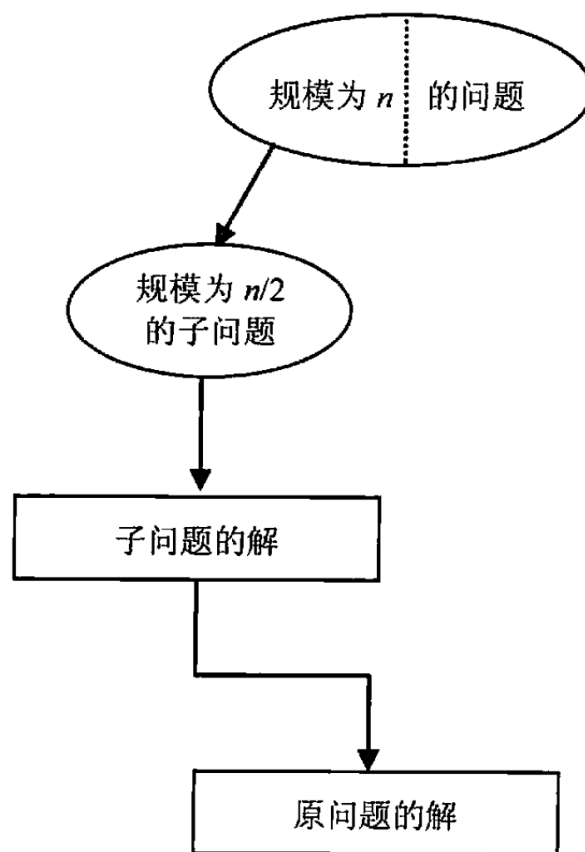 规模为 n 的问题
规模为 n/2
的子问题
子问题的解
原问题的解